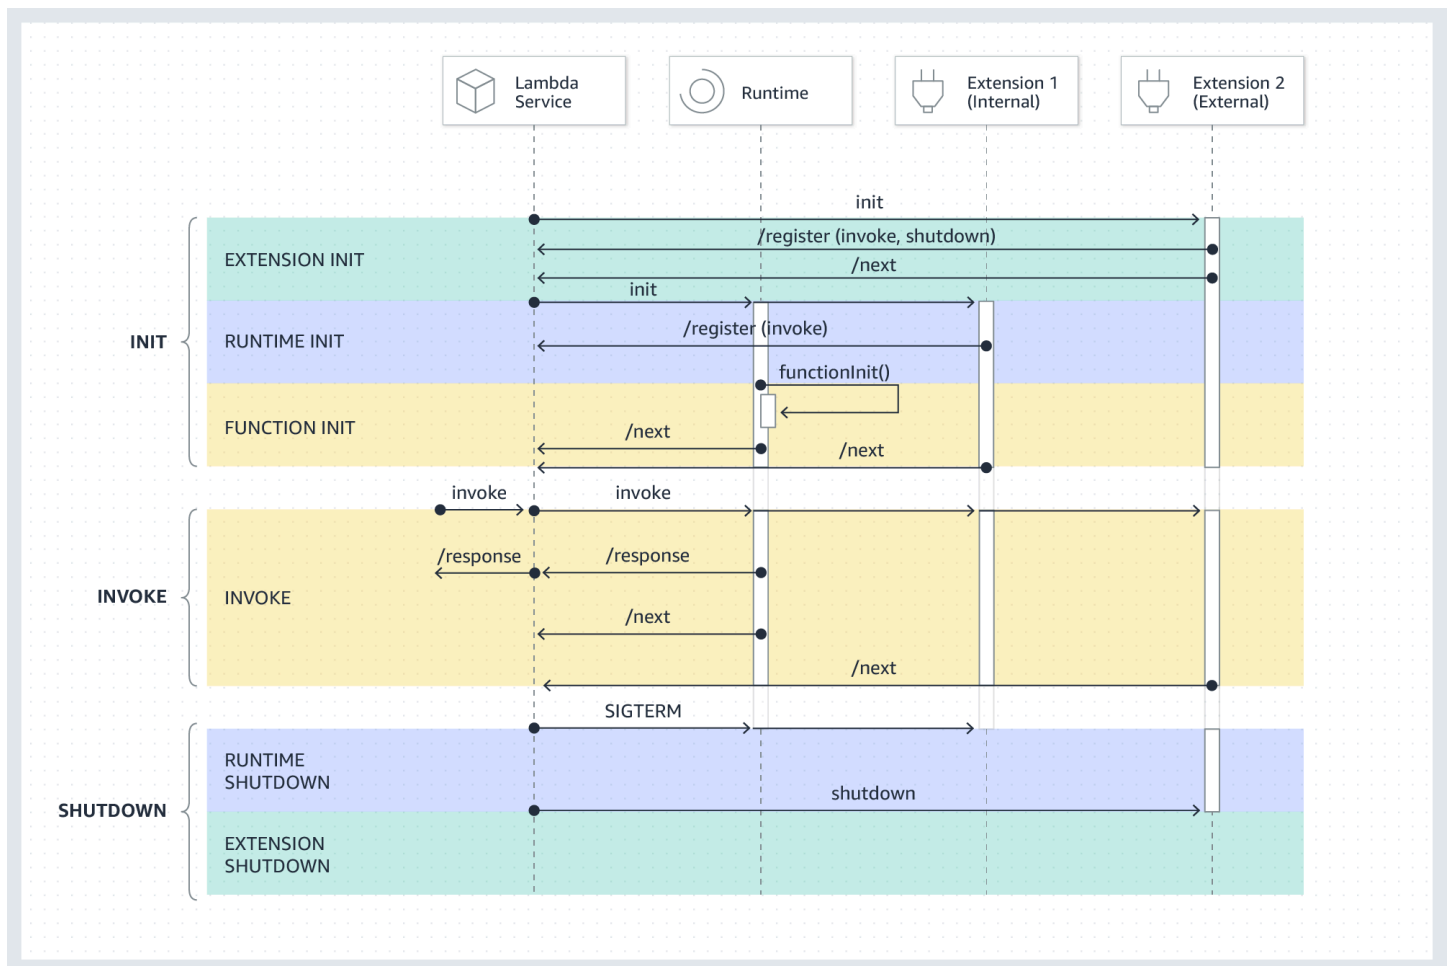 Lambda
Service
Runtime
Extension 1
(Internal)
Extension 2
(External)
init
/register (invoke, shutdown)
EXTENSION INIT
/next
init
/register (invoke)
INIT
RUNTIME INIT
functionInit()
FUNCTION INIT
/next
/next
invoke
invoke
/response
/response
INVOKE
INVOKE
/next
/next
SIGTERM
RUNTIME
SHUTDOWN
shutdown
SHUTDOWN
EXTENSION
SHUTDOWN